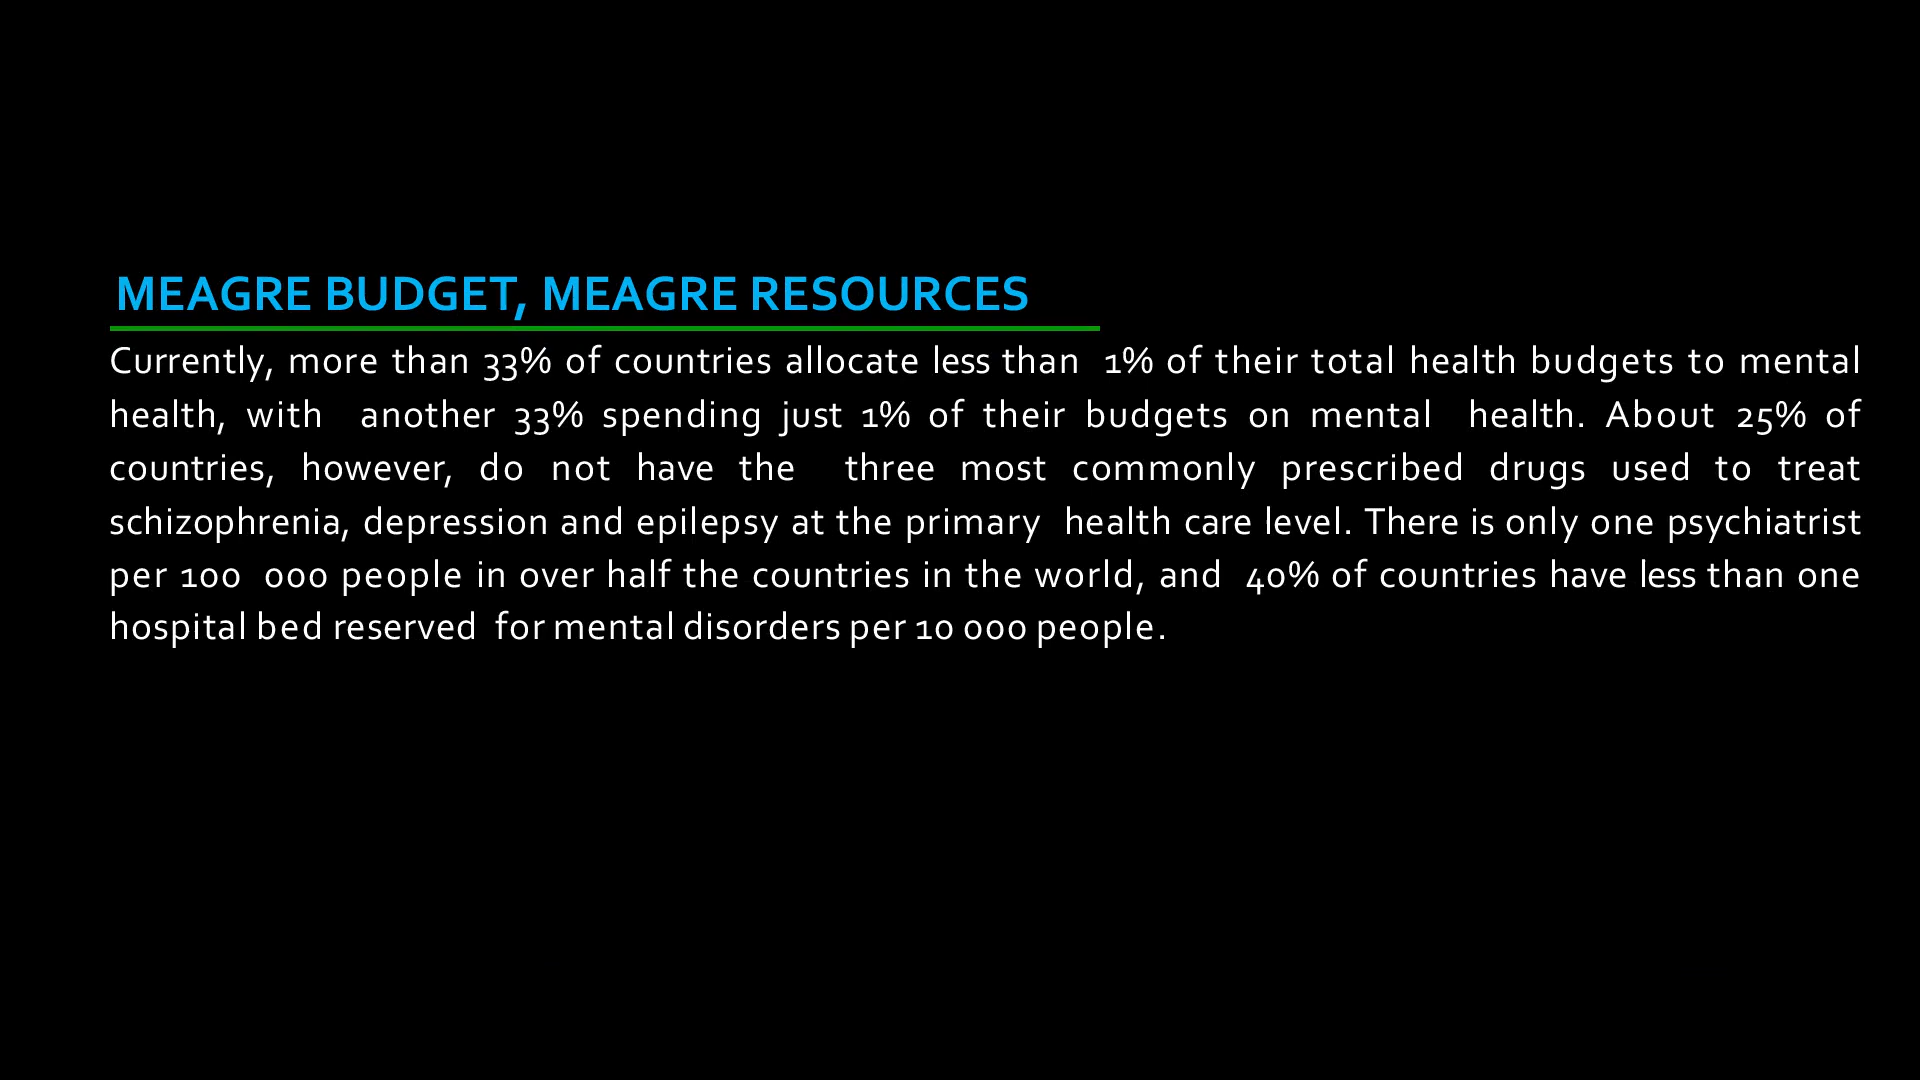 MEAGRE BUDGET, MEAGRE RESOURCES
Currently, more than 33% of countries allocate less than 1% of their total health budgets to mental
health, with another 33% spending just 1% of their budgets on mental health. About 25% of
countries, however, do not have the three most commonly prescribed drugs used to treat
schizophrenia, depression and epilepsy at the primary health care level. There is only one psychiatrist
per 100 000 people in over half the countries in the world, and 40% of countries have less than one
hospital bed reserved for mental disorders per 10 000 people.